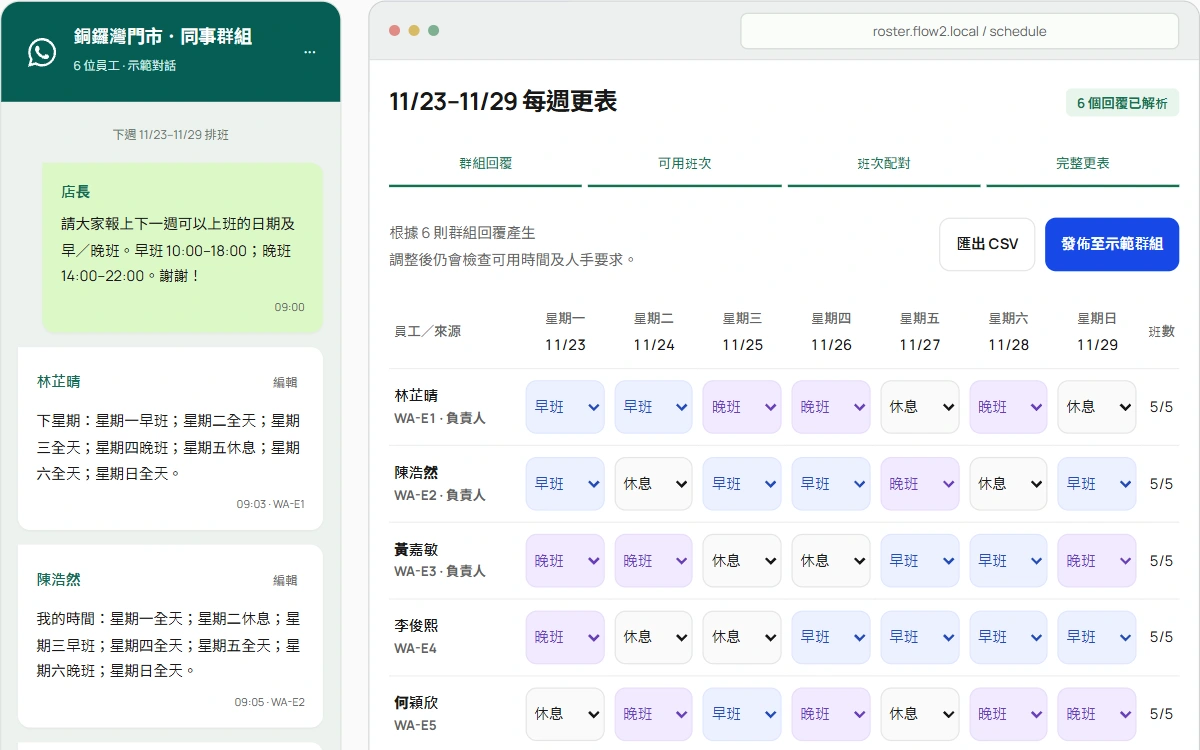 銅鑼灣門市·同事群組
6 位員工·示範對話
...
下週 11/23–11/29 排班
店長
請大家報上下一週可以上班的日期及
早／晚班。早班 10:00–18:00；晚班
14:00–22:00。謝謝！
09:00
林芷晴
編輯
下星期：星期一早班；星期二全天；星期
三全天；星期四晚班；星期五休息；星期
六全天；星期日全天。
09:03 · WA-E1
陳浩然
編輯
我的時間：星期一全天；星期二休息；星
期三早班；星期四全天；星期五全天；星
期六晚班；星期日全天。
09:05 · WA-E2
roster.flow2.local / schedule
11/23–11/29 每週更表
6 個回覆已解析
群組回覆
可用班次
班次配對
完整更表
根據 6 則群組回覆產生
調整後仍會檢查可用時間及人手要求。
匯出 CSV
發佈至示範群組
員工／來源 星期一 11/23 星期二 11/24 星期三 11/25 星期四 11/26 星期五 11/27 星期六 11/28 星期日 11/29 班數
林芷晴 WA-E1 · 負責人 早班 早班 晚班 晚班 休息 晚班 休息 5/5
陳浩然 WA-E2 · 負責人 早班 休息 早班 早班 晚班 休息 早班 5/5
黃嘉敏 WA-E3 · 負責人 晚班 晚班 休息 休息 早班 早班 晚班 5/5
李俊熙 WA-E4 晚班 休息 休息 早班 早班 早班 早班 5/5
何穎欣 WA-E5 休息 晚班 早班 晚班 休息 晚班 晚班 5/5